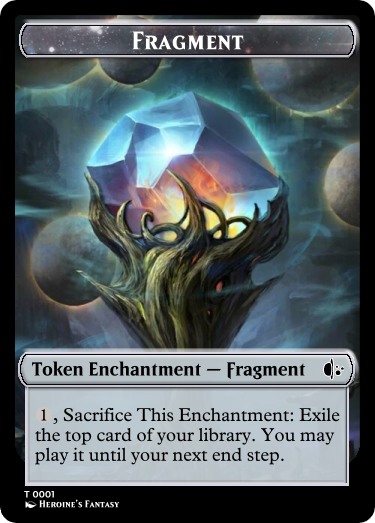 Fragment
Token Enchantment — Fragment
1, Sacrifice This Enchantment: Exile
the top card of your library. You may
play it until your next end step.
T 0001
Heroine's Fantasy